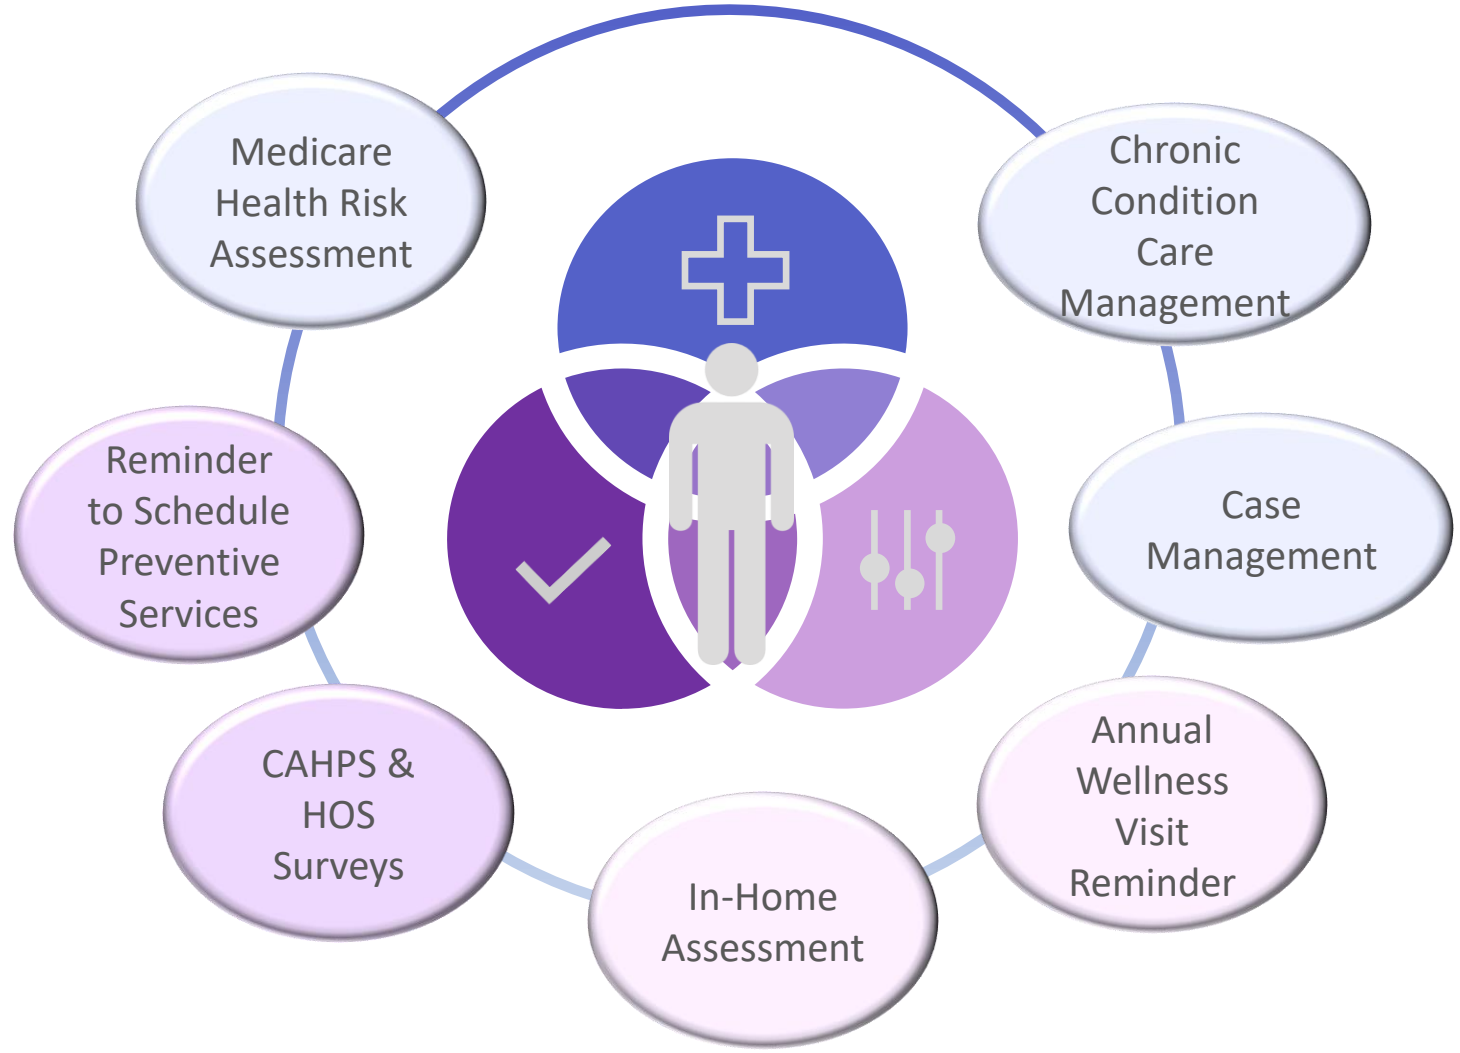 Medicare
Health Risk
Assessment
Chronic
Condition
Care
Management
Reminder
to Schedule
Preventive
Services
Case
Management
CAHPS &
HOS
Surveys
Annual
Wellness
Visit
Reminder
In-Home
Assessment